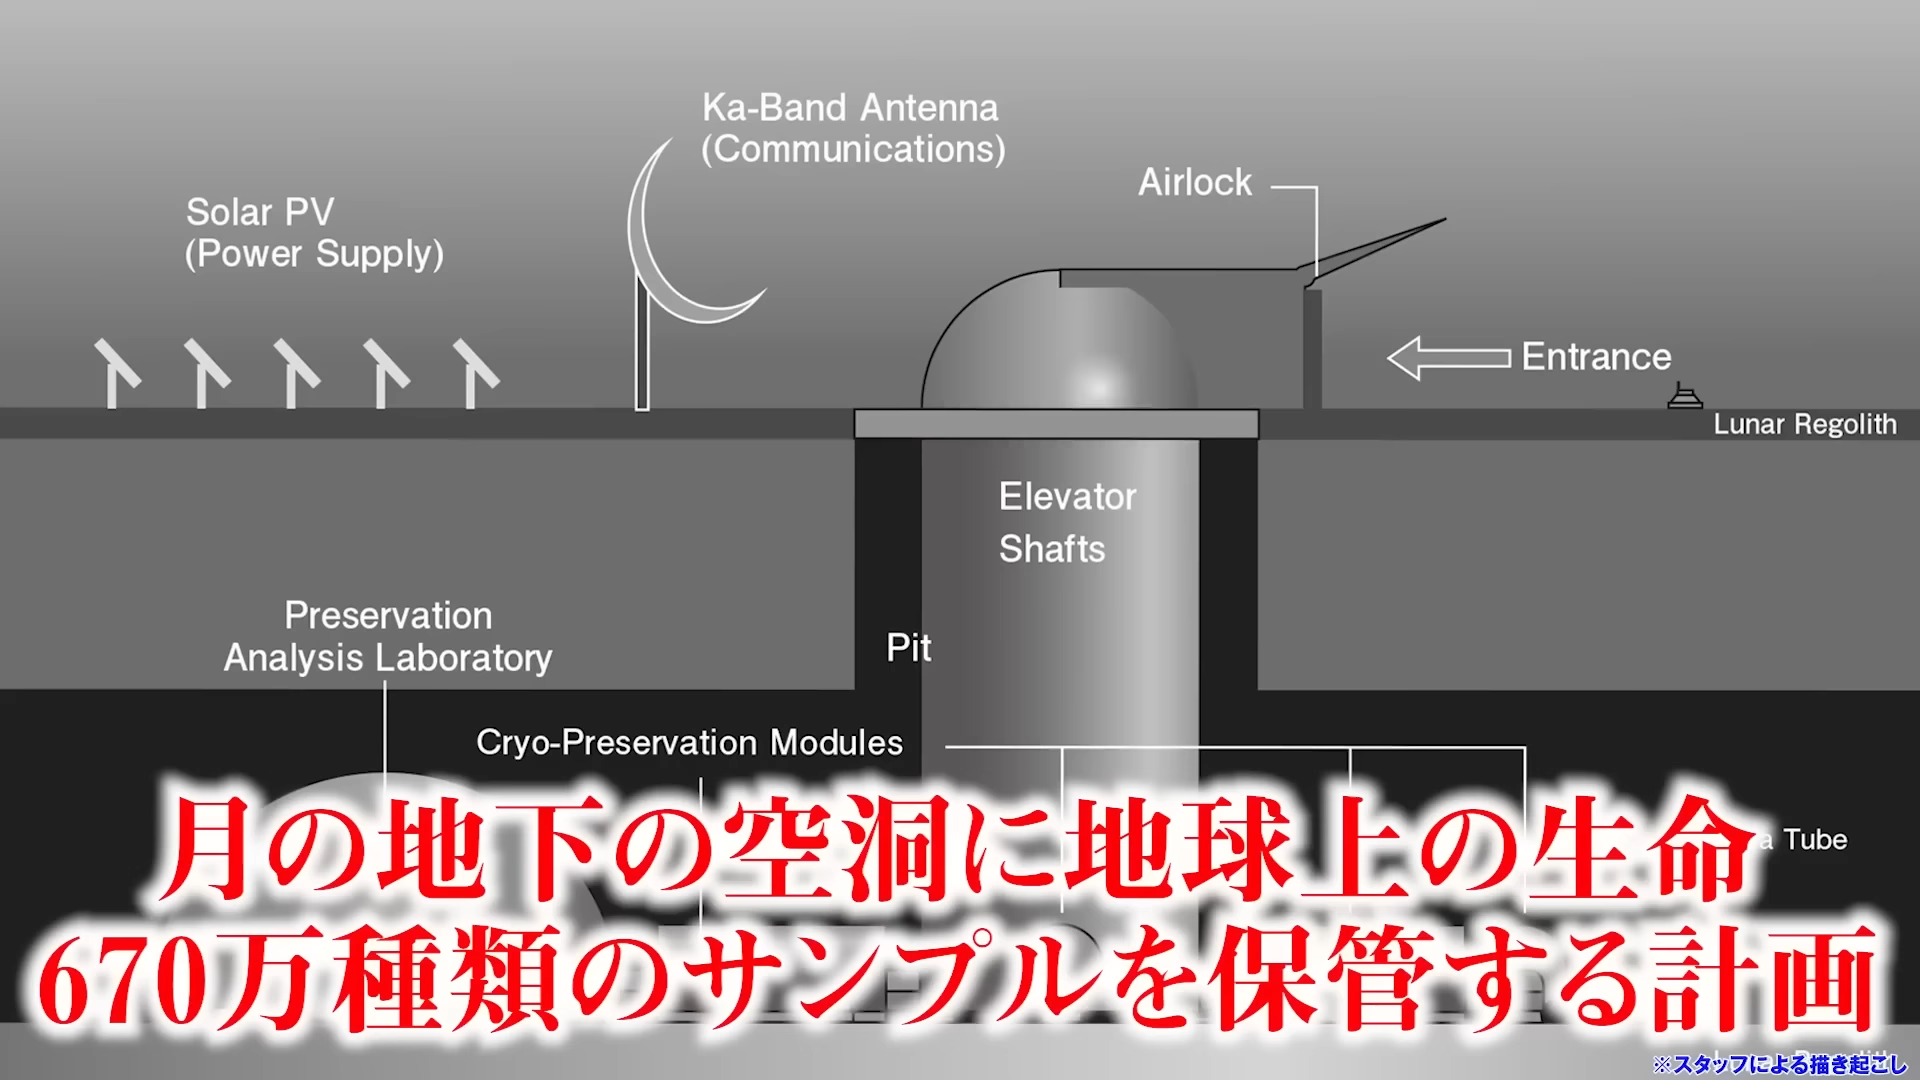 Ka-Band Antenna
(Communications)
Airlock
Solar PV
(Power Supply)
Entrance
Lunar Regolith
Elevator
Shafts
Preservation
Analysis Laboratory
Pit
Cryo-Preservation Modules
Tube
月の地下の空洞に地球上の生命
670万種類のサンプルを保管する計画
※スタッフによる描き起こし